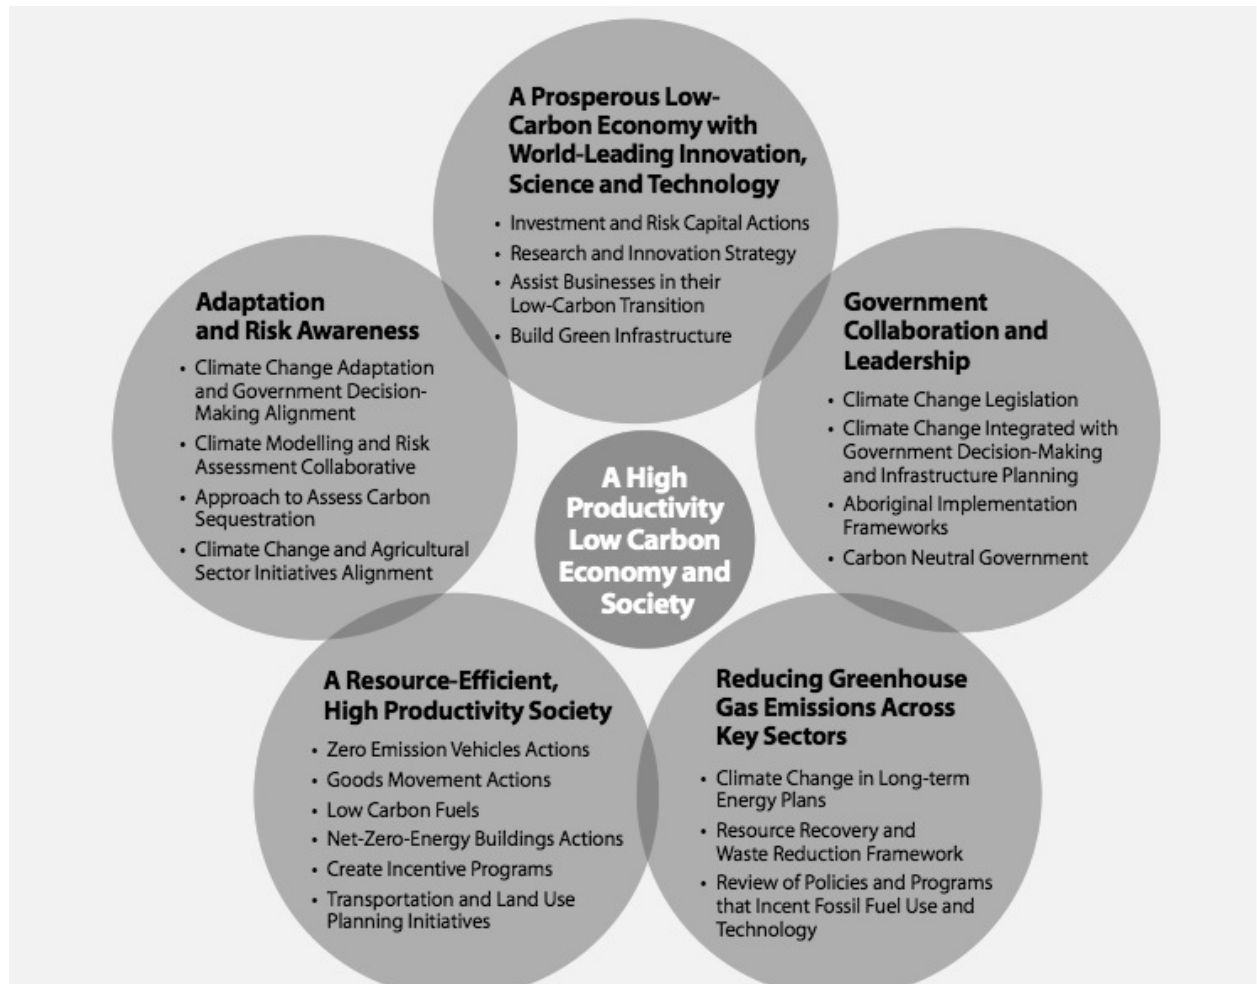 A Prosperous Low-
Carbon Economy with
World-Leading Innovation,
Science and Technology
• Investment and Risk Capital Actions
• Research and Innovation Strategy
• Assist Businesses in their
Low-Carbon Transition
• Build Green Infrastructure
Adaptation
and Risk Awareness
• Climate Change Adaptation
and Government Decision-
Making Alignment
• Climate Modelling and Risk
Assessment Collaborative
• Approach to Assess Carbon
Sequestration
• Climate Change and Agricultural
Sector Initiatives Alignment
Government
Collaboration and
Leadership
• Climate Change Legislation
• Climate Change Integrated with
Government Decision-Making
and Infrastructure Planning
• Aboriginal Implementation
Frameworks
• Carbon Neutral Government
A High
Productivity
Low Carbon
Economy and
Society
A Resource-Efficient,
High Productivity Society
• Zero Emission Vehicles Actions
• Goods Movement Actions
• Low Carbon Fuels
• Net-Zero-Energy Buildings Actions
• Create Incentive Programs
• Transportation and Land Use
Planning Initiatives
Reducing Greenhouse
Gas Emissions Across
Key Sectors
• Climate Change in Long-term
Energy Plans
• Resource Recovery and
Waste Reduction Framework
• Review of Policies and Programs
that Incent Fossil Fuel Use and
Technology